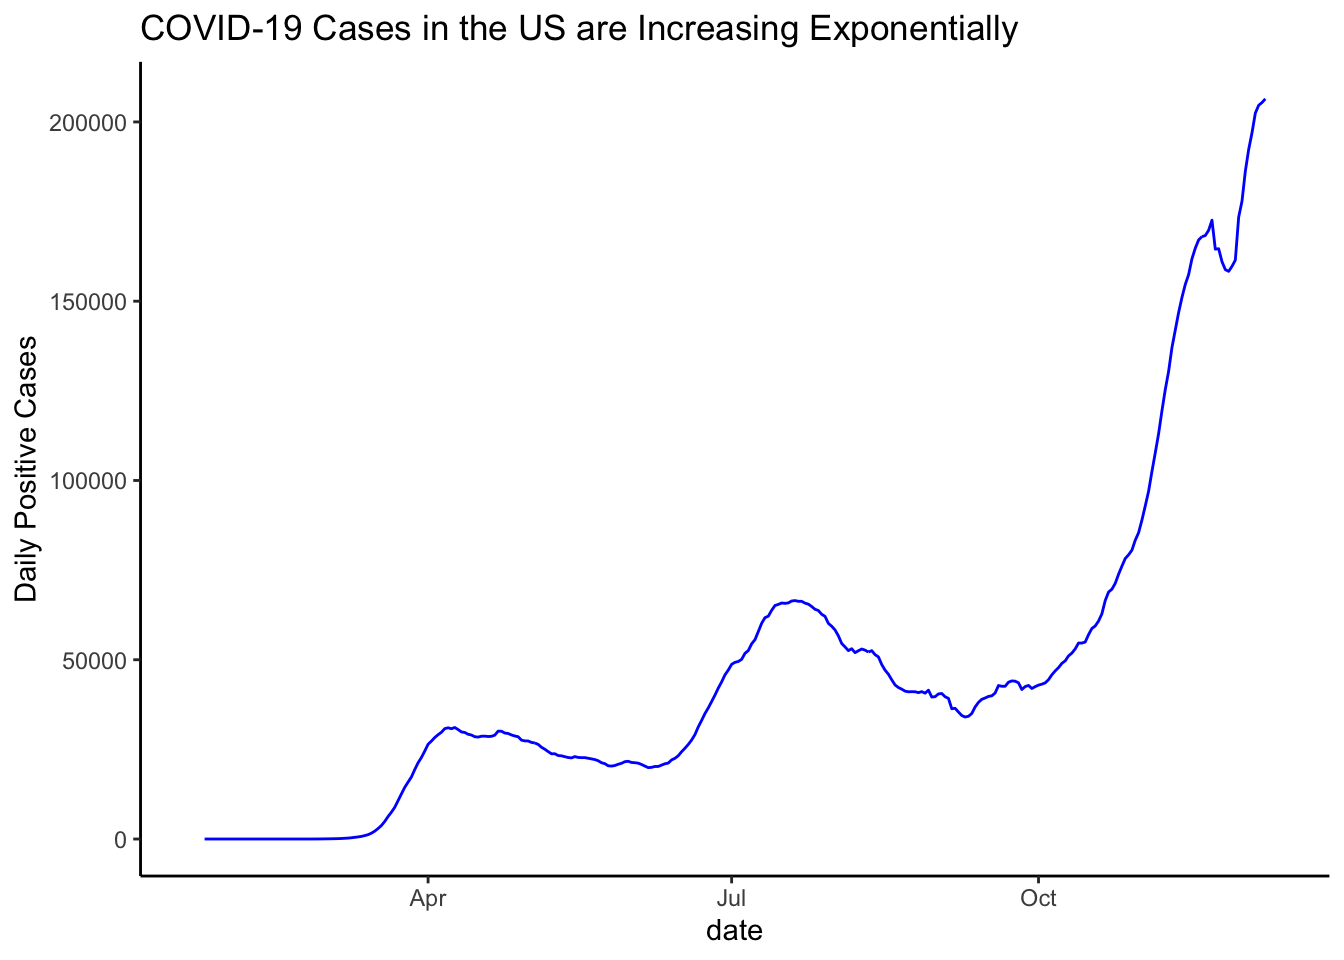 COVID-19 Cases in the US are Increasing Exponentially
200000
150000
100000
50000
0
Daily Positive Cases
Apr Jul Oct
date